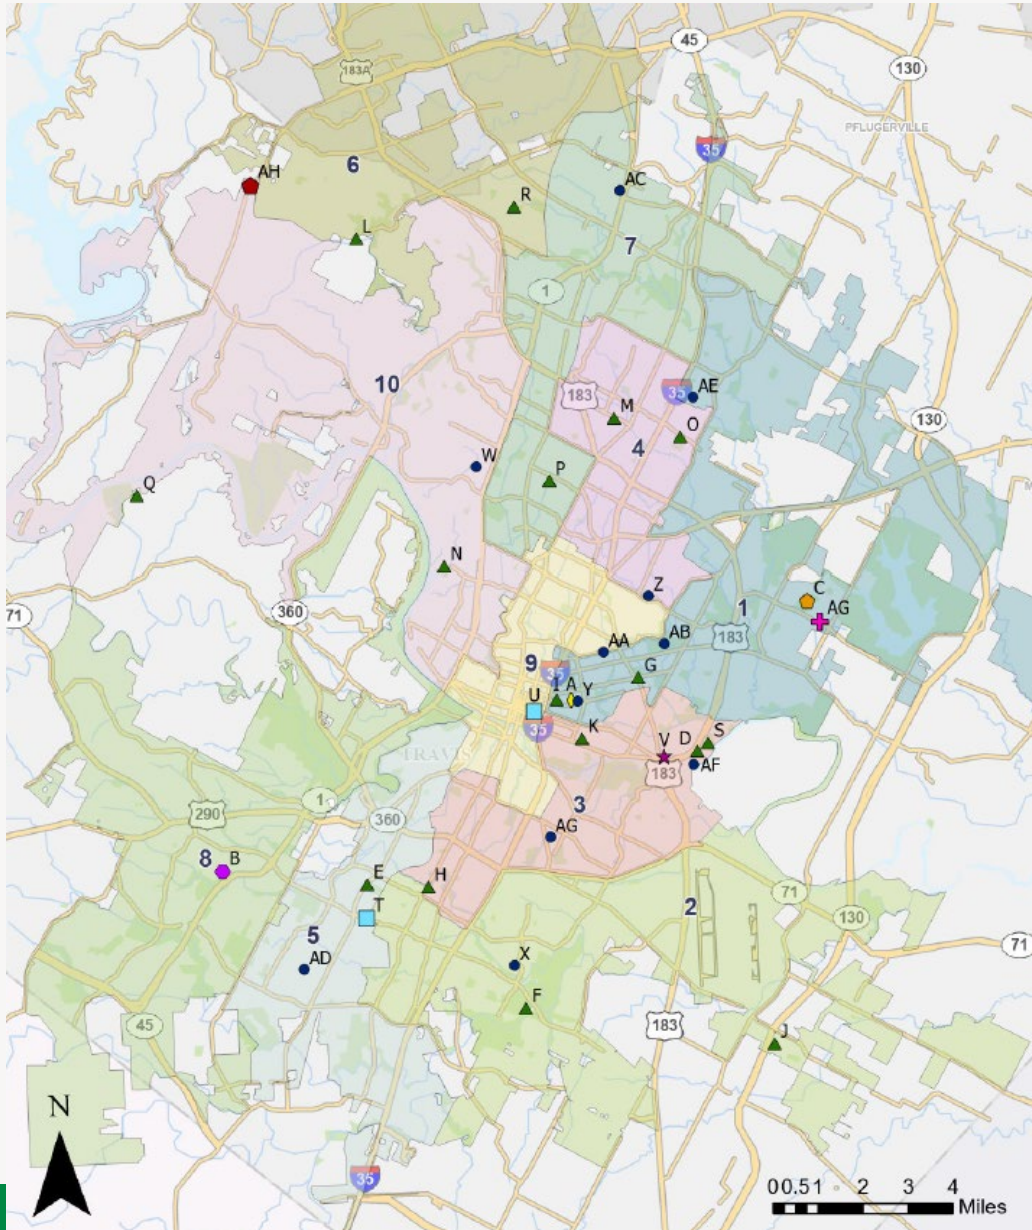 45
130
183A
PFLUGERVILLE
35
6
AH
AC
R
L
7
1
10
183
35
AE
M
O
130
4
W
P
Q
N
71
360
Z
C
1
AG
AB
183
AA
9
G
35
I
A
Y
U
35
K
S
V
D
TRAVIS
AF
183
1
290
360
3
AG
8
B
E
H
71
2
T
130
5
71
AD
X
F
45
183
J
N
35
0 0.5 1 2 3 4
Miles